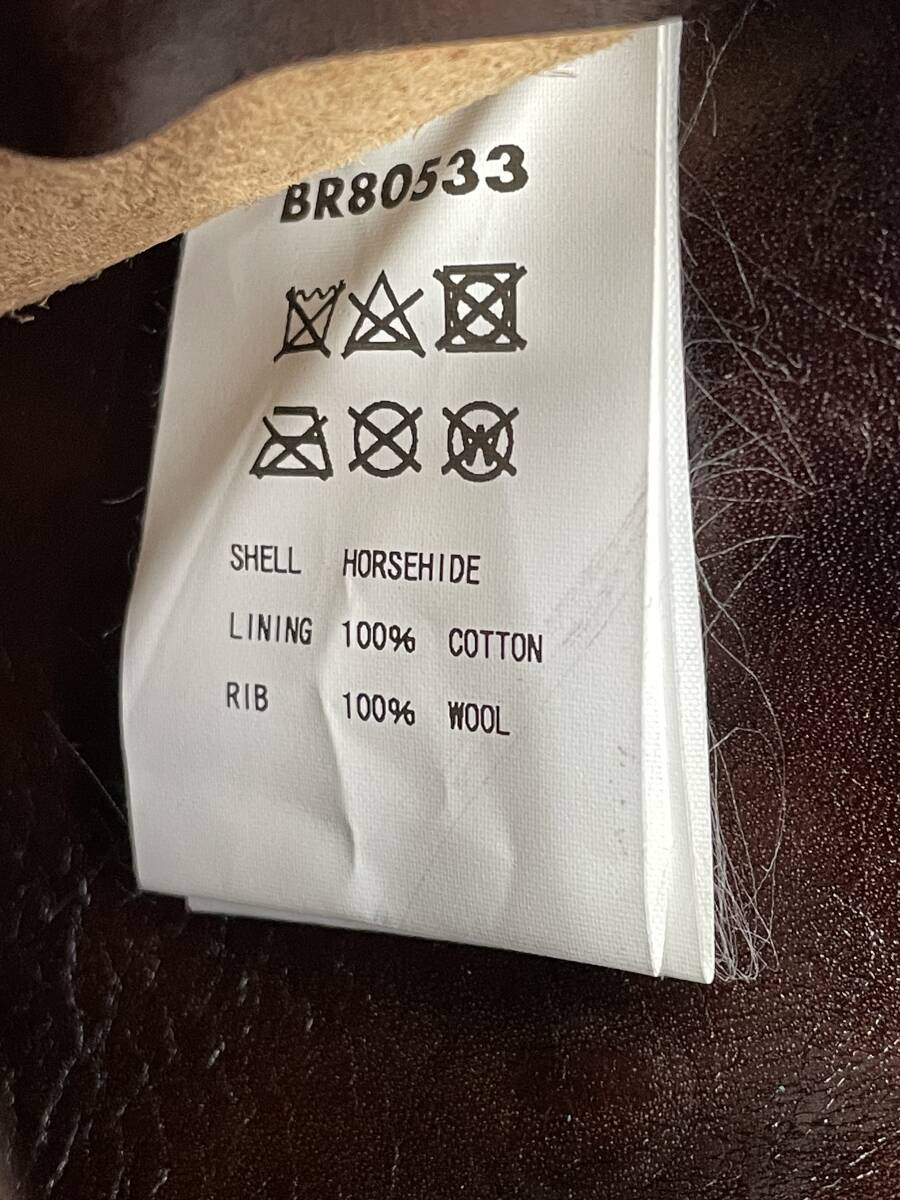 BR80533
W
SHELL HORSEHIDE
LINING 100% COTTON
RIB 100% WOOL